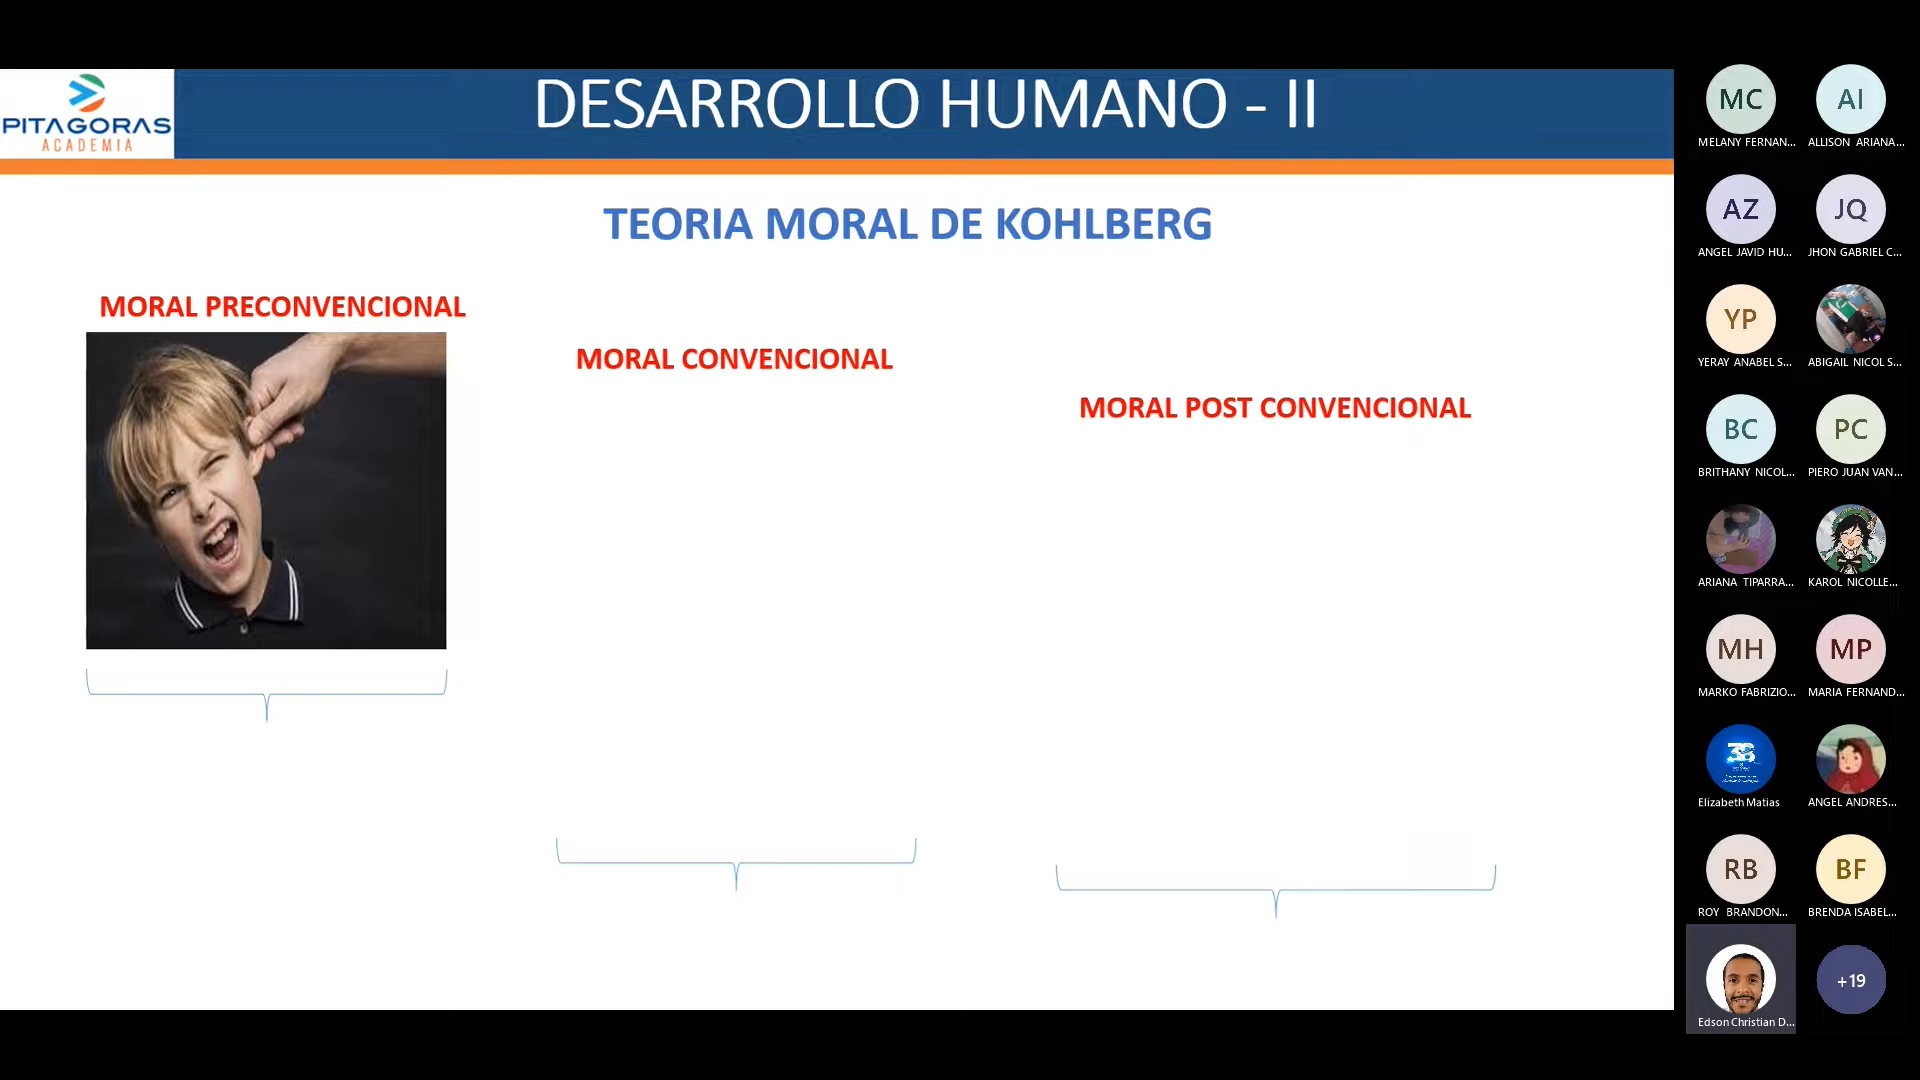 PITAGORAS
ACADEMIA
DESARROLLO HUMANO - II
TEORIA MORAL DE KOHLBERG
MORAL PRECONVENCIONAL
MORAL CONVENCIONAL
MORAL POST CONVENCIONAL
MC
MELANY FERNAN...
AI
ALLISON ARIANA...
AZ
ANGEL JAVID HU...
JQ
JHON GABRIEL C...
YP
YERAY ANABEL S...
ABIGAIL NICOL S...
BC
BRITHANY NICOL...
PC
PIERO JUAN VAN...
ARIANA TIPARRA...
KAROL NICOLLE...
MH
MARKO FABRIZIO...
MP
MARIA FERNAND...
Elizabeth Matias
ANGEL ANDRES...
RB
ROY BRANDON...
BF
BRENDA ISABEL...
Edson Christian D...
+19